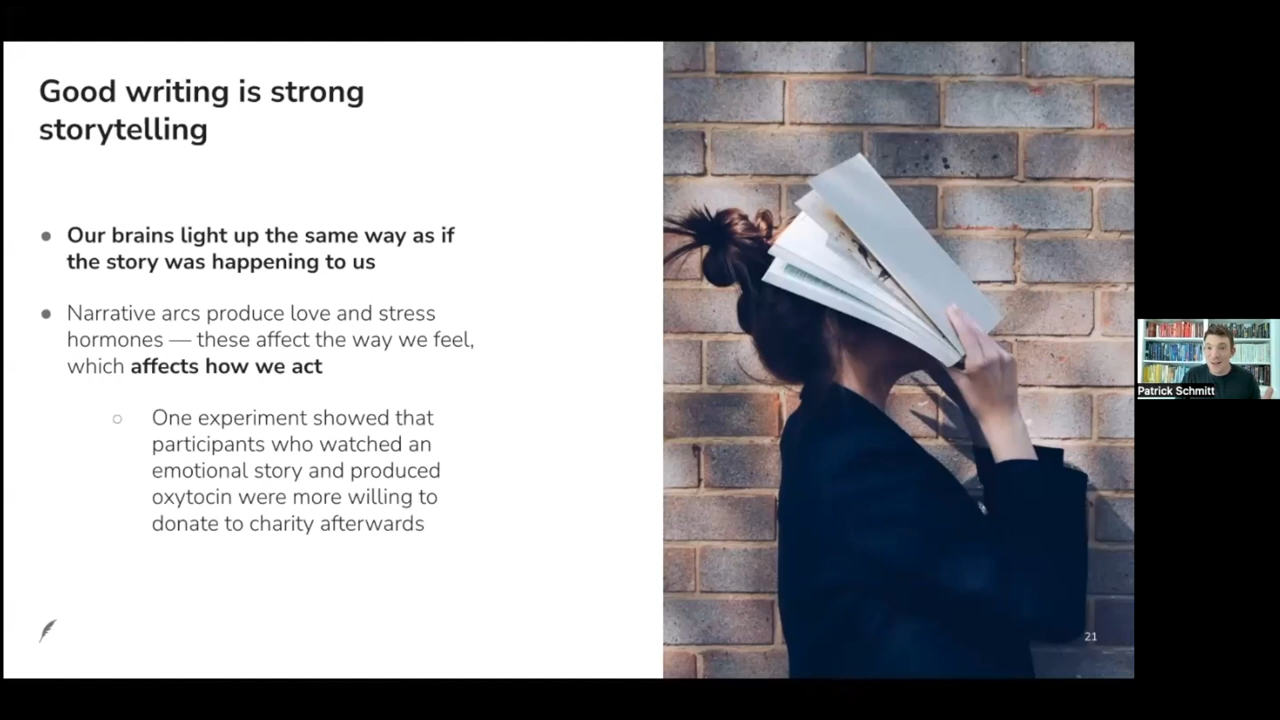 Good writing is strong
storytelling
Our brains light up the same way as if
the story was happening to us
Narrative arcs produce love and stress
hormones — these affect the way we feel,
which affects how we act
One experiment showed that
participants who watched an
emotional story and produced
oxytocin were more willing to
donate to charity afterwards
21
Patrick Schmitt